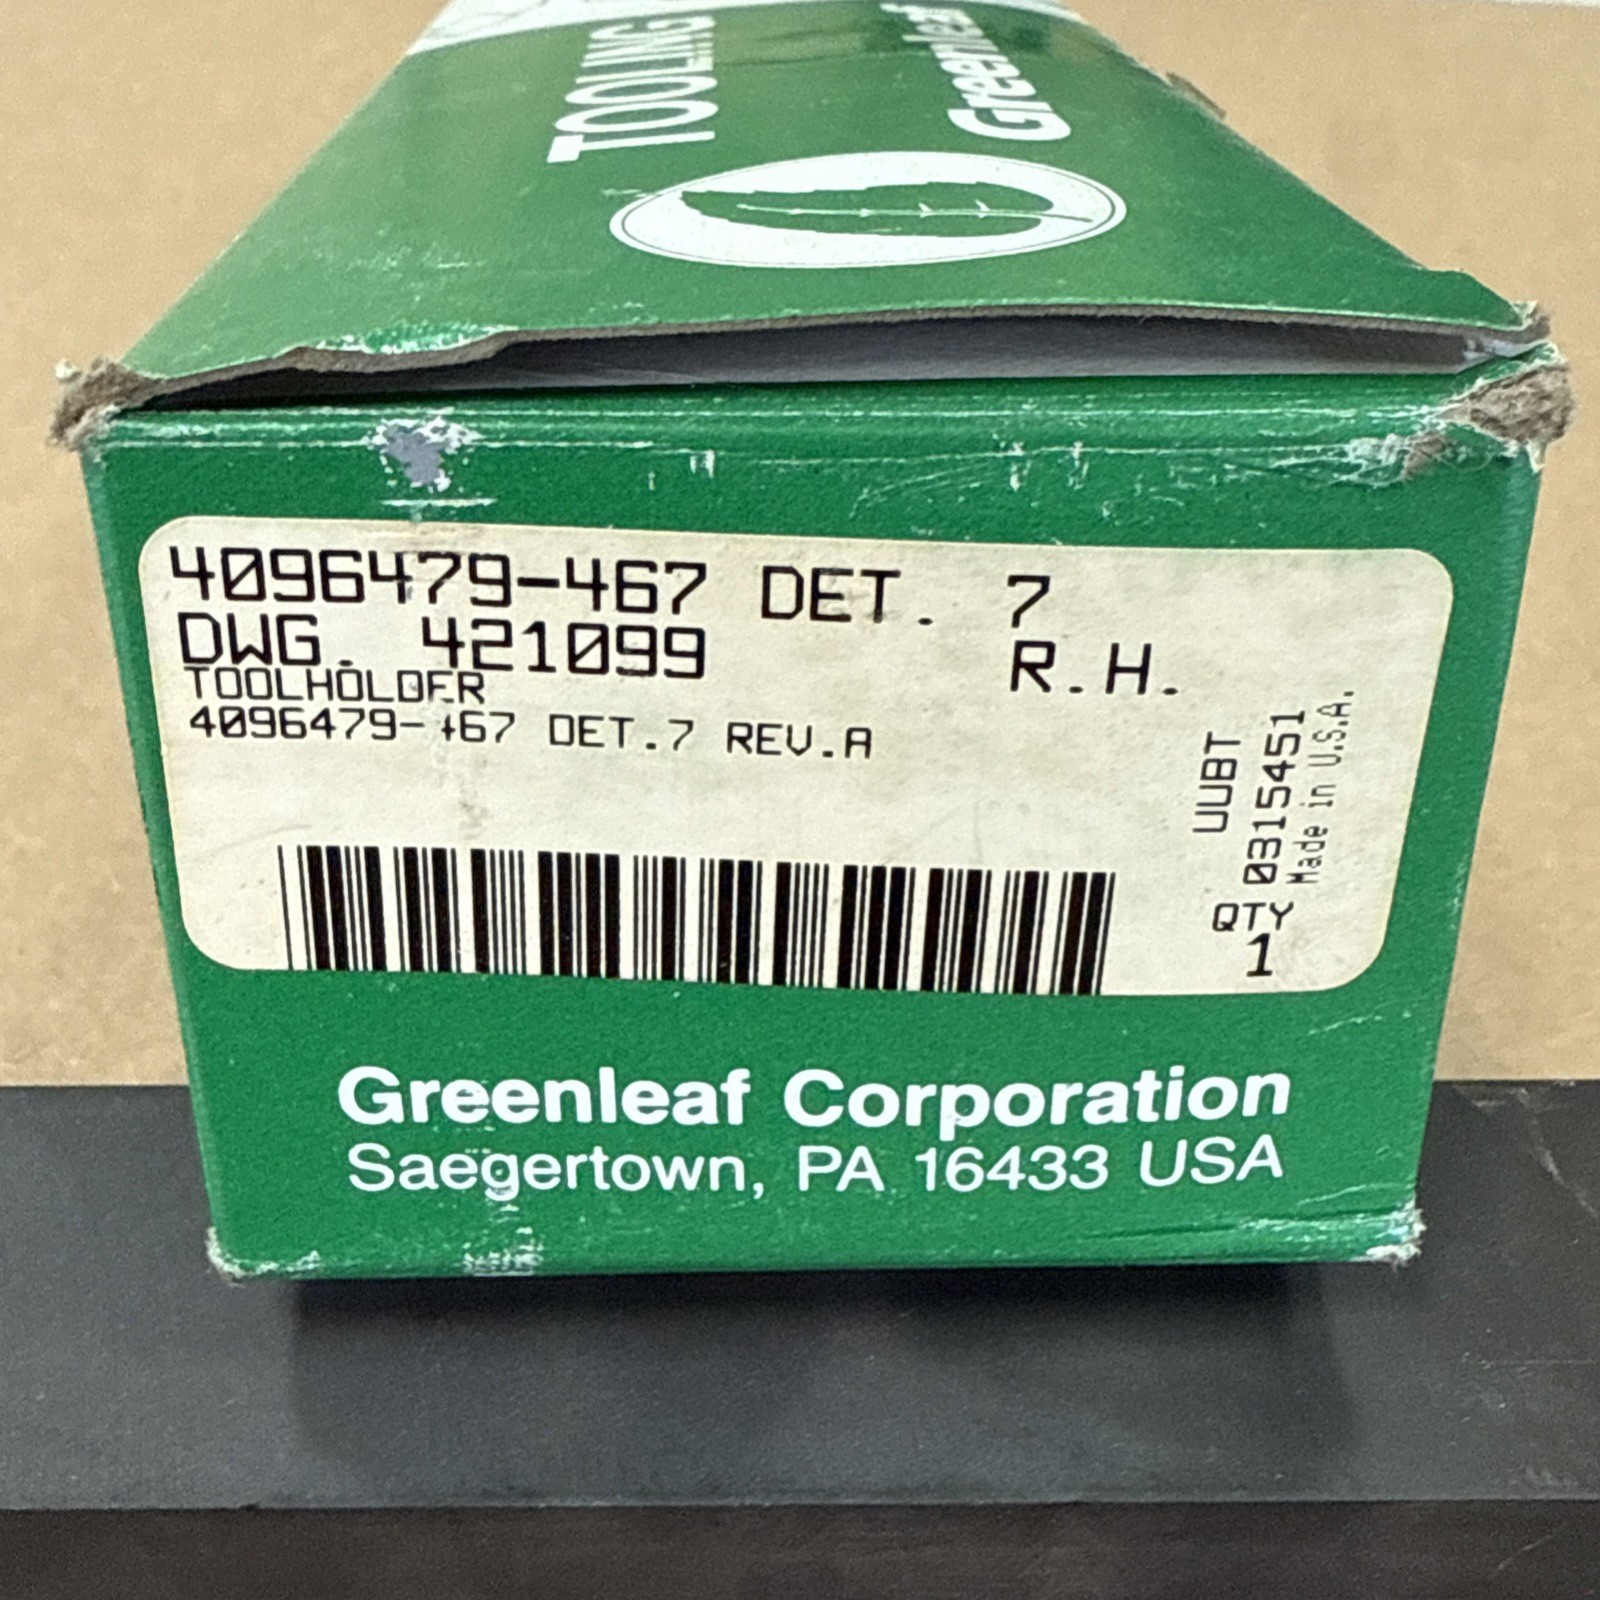 TOOLING
Greenleaf
4096479-467 DET. 7
DWG. 421099 R.H.
TOOLHOLDER
4096479-467 DET.7 REV.A
UUBT
03154551
Made in U.S.A.
QTY
1
Greenleaf Corporation
Saegertown, PA 16433 USA